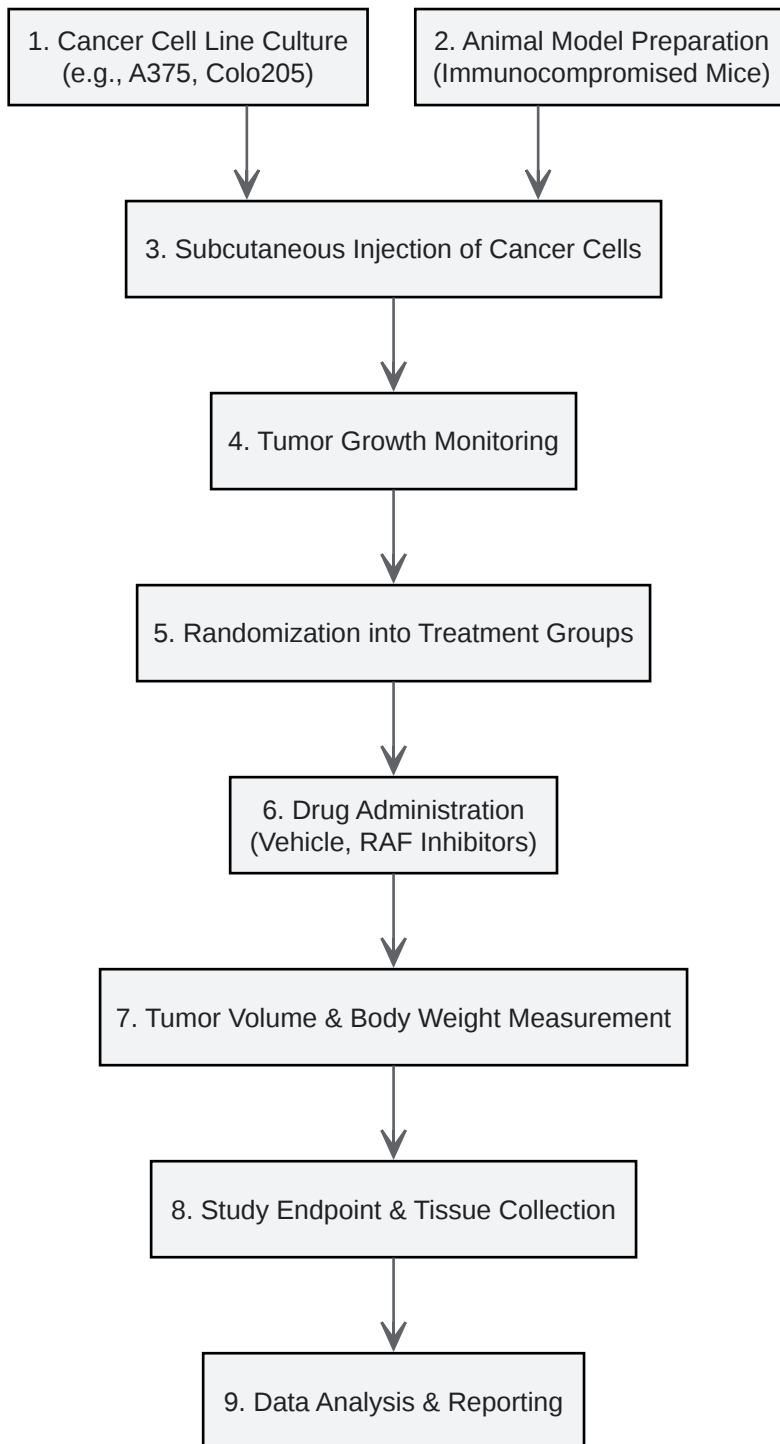 1. Cancer Cell Line Culture
(e.g., A375, Colo205)
2. Animal Model Preparation
(Immunocompromised Mice)
3. Subcutaneous Injection of Cancer Cells
4. Tumor Growth Monitoring
5. Randomization into Treatment Groups
6. Drug Administration
(Vehicle, RAF Inhibitors)
7. Tumor Volume & Body Weight Measurement
8. Study Endpoint & Tissue Collection
9. Data Analysis & Reporting